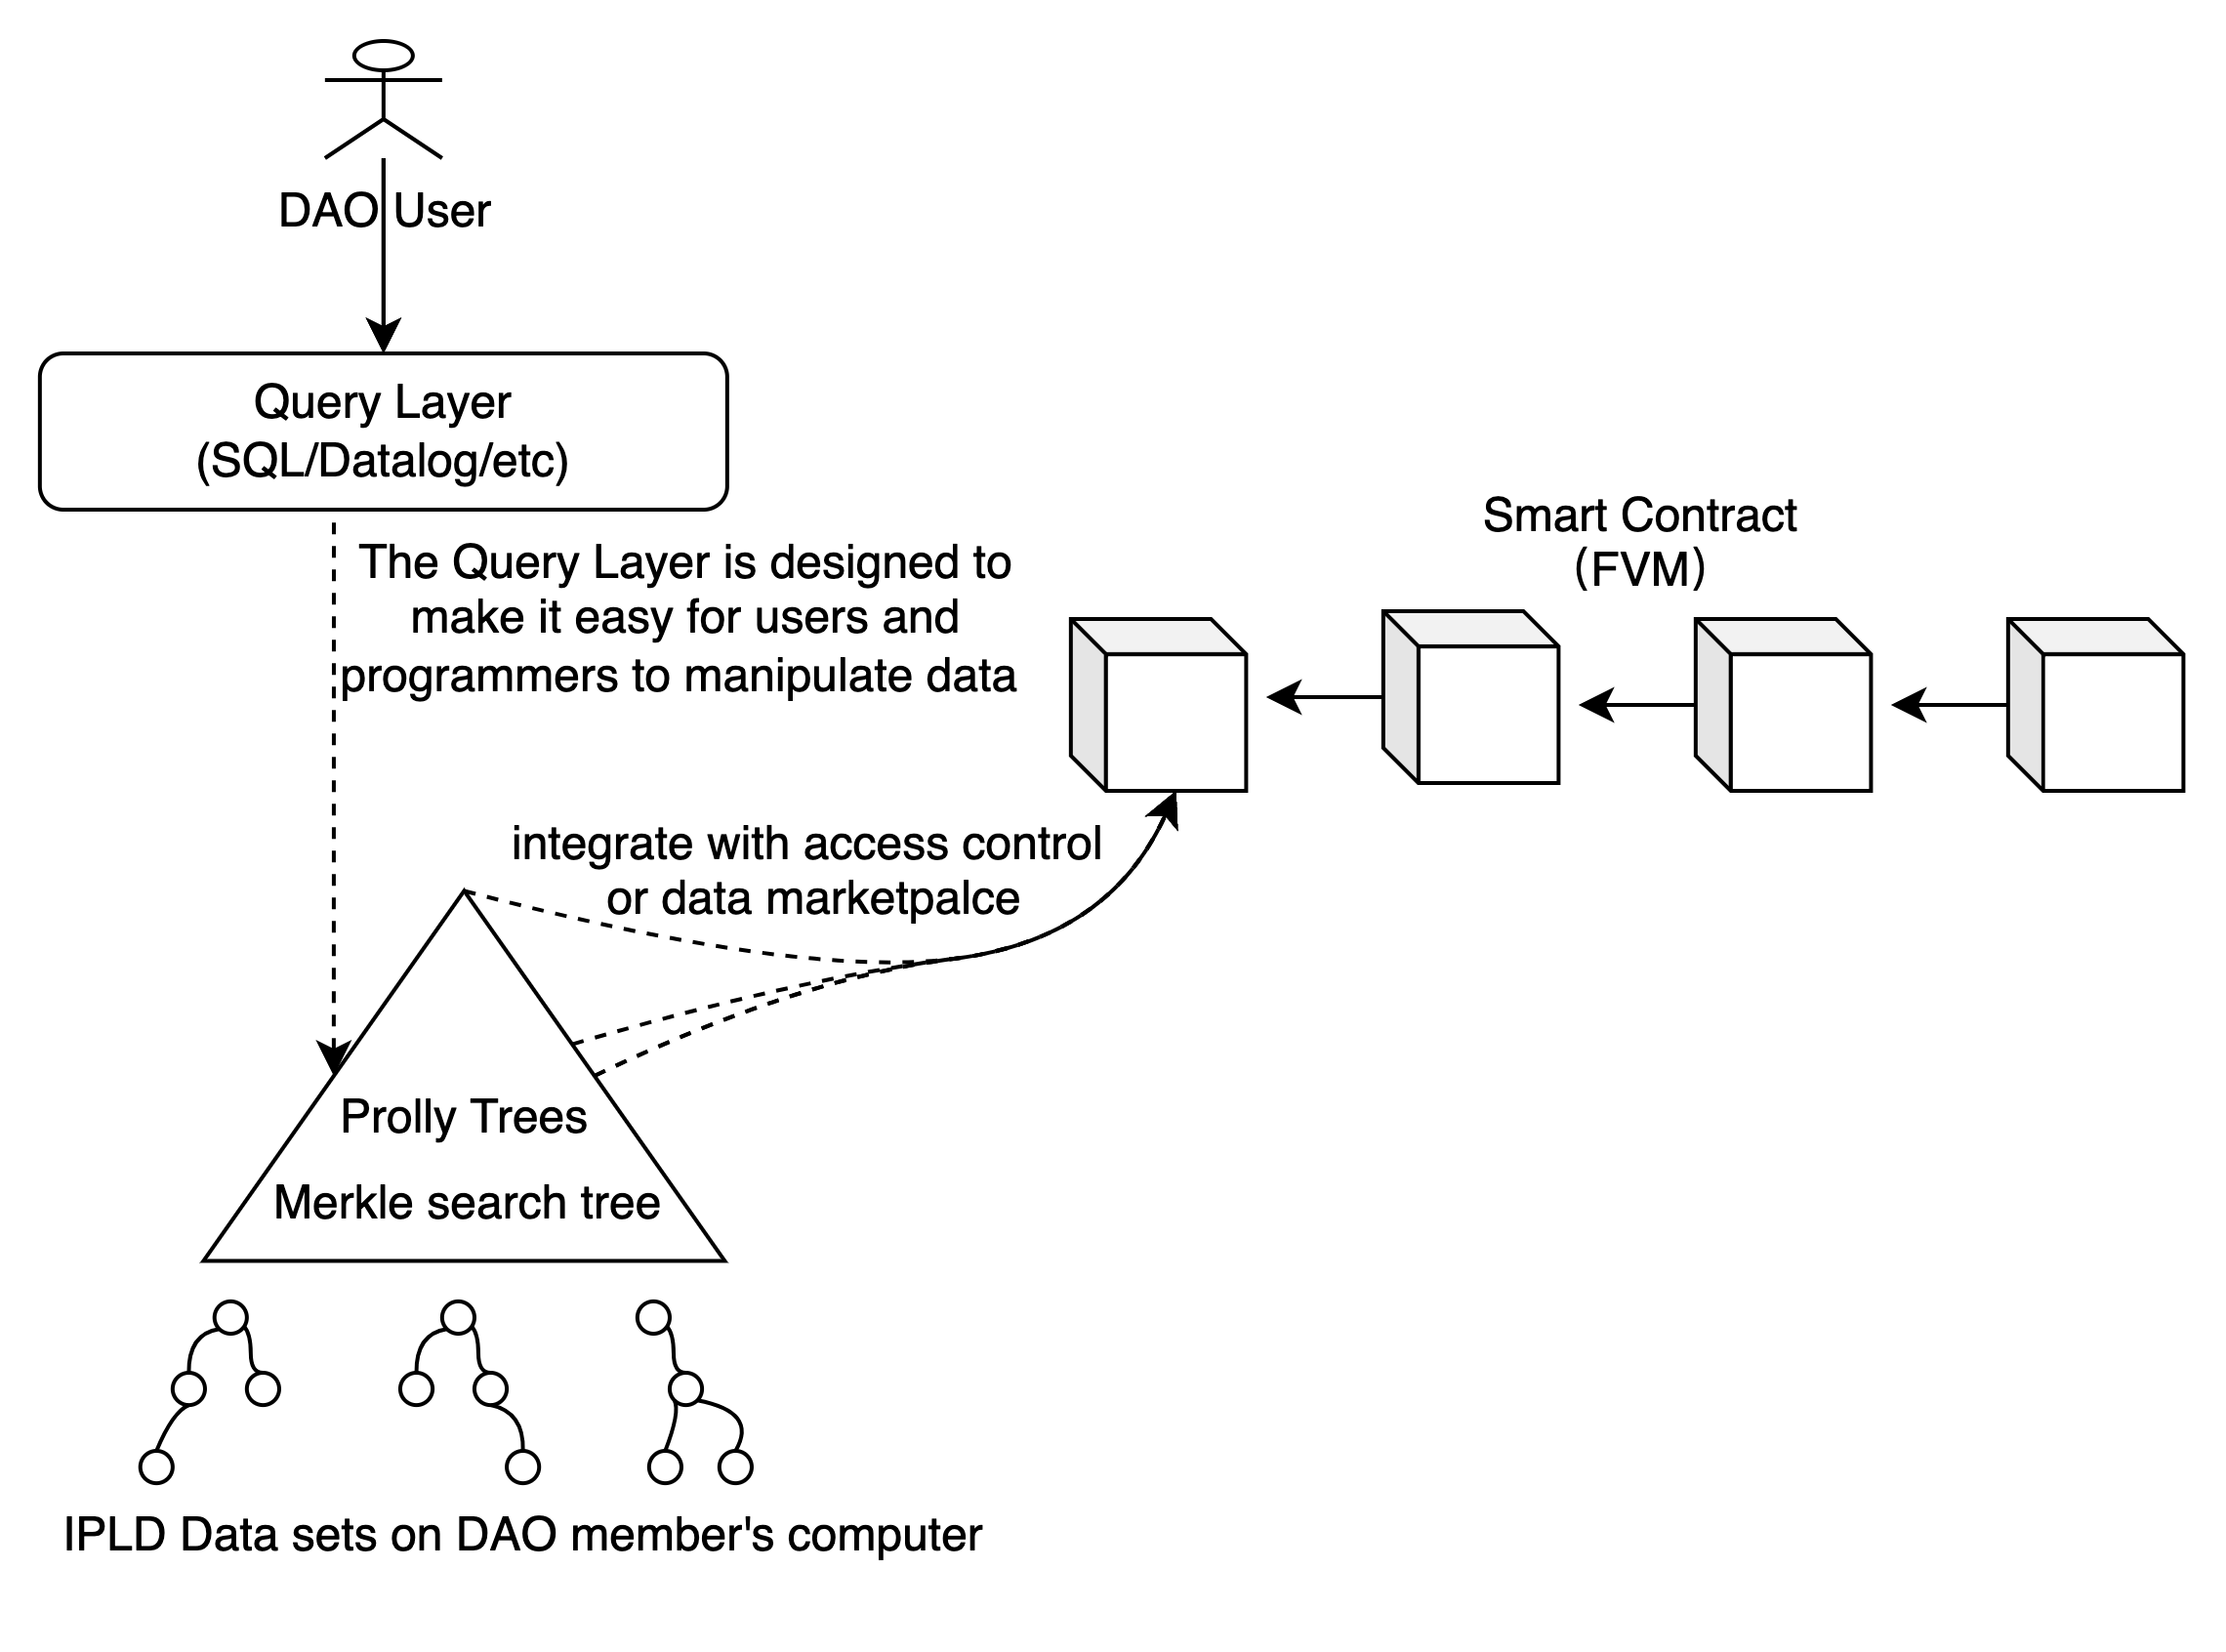 DAO User
Query Layer
(SQL/Datalog/etc)
The Query Layer is designed to
make it easy for users and
programmers to manipulate data
Smart Contract
(FVM)
integrate with access control
or data marketpalce
Prolly Trees
Merkle search tree
IPLD Data sets on DAO member's computer